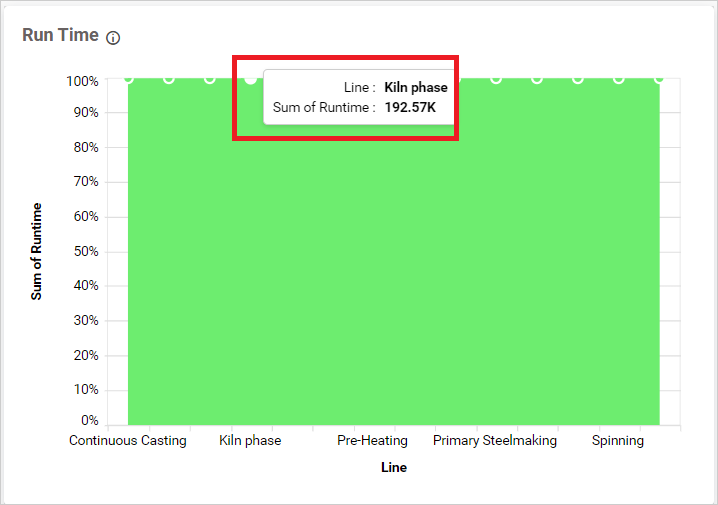 Run Time
Line : Kiln phase
Sum of Runtime : 192.57K
100%
90%
80%
70%
60%
50%
40%
30%
20%
10%
0%
Sum of Runtime
Continuous Casting Kiln phase Pre-Heating Primary Steelmaking Spinning
Line